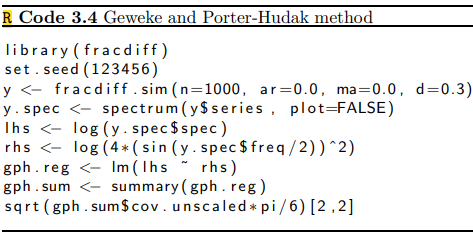 R Code 3.4 Geweke and Porter-Hudak method
library(fracdiff)
set.seed(123456)
y <- fracdiff.sim(n=1000, ar=0.0, ma=0.0, d=0.3)
y.spec <- spectrum(y$series, plot=FALSE)
lhs <- log(y.spec$spec)
rhs <- log(4*(sin(y.spec$freq/2))^2)
gph.reg <- lm(lhs ~ rhs)
gph.sum <- summary(gph.reg)
sqrt(gph.sum$cov.unscaled*pi/6)[2,2]